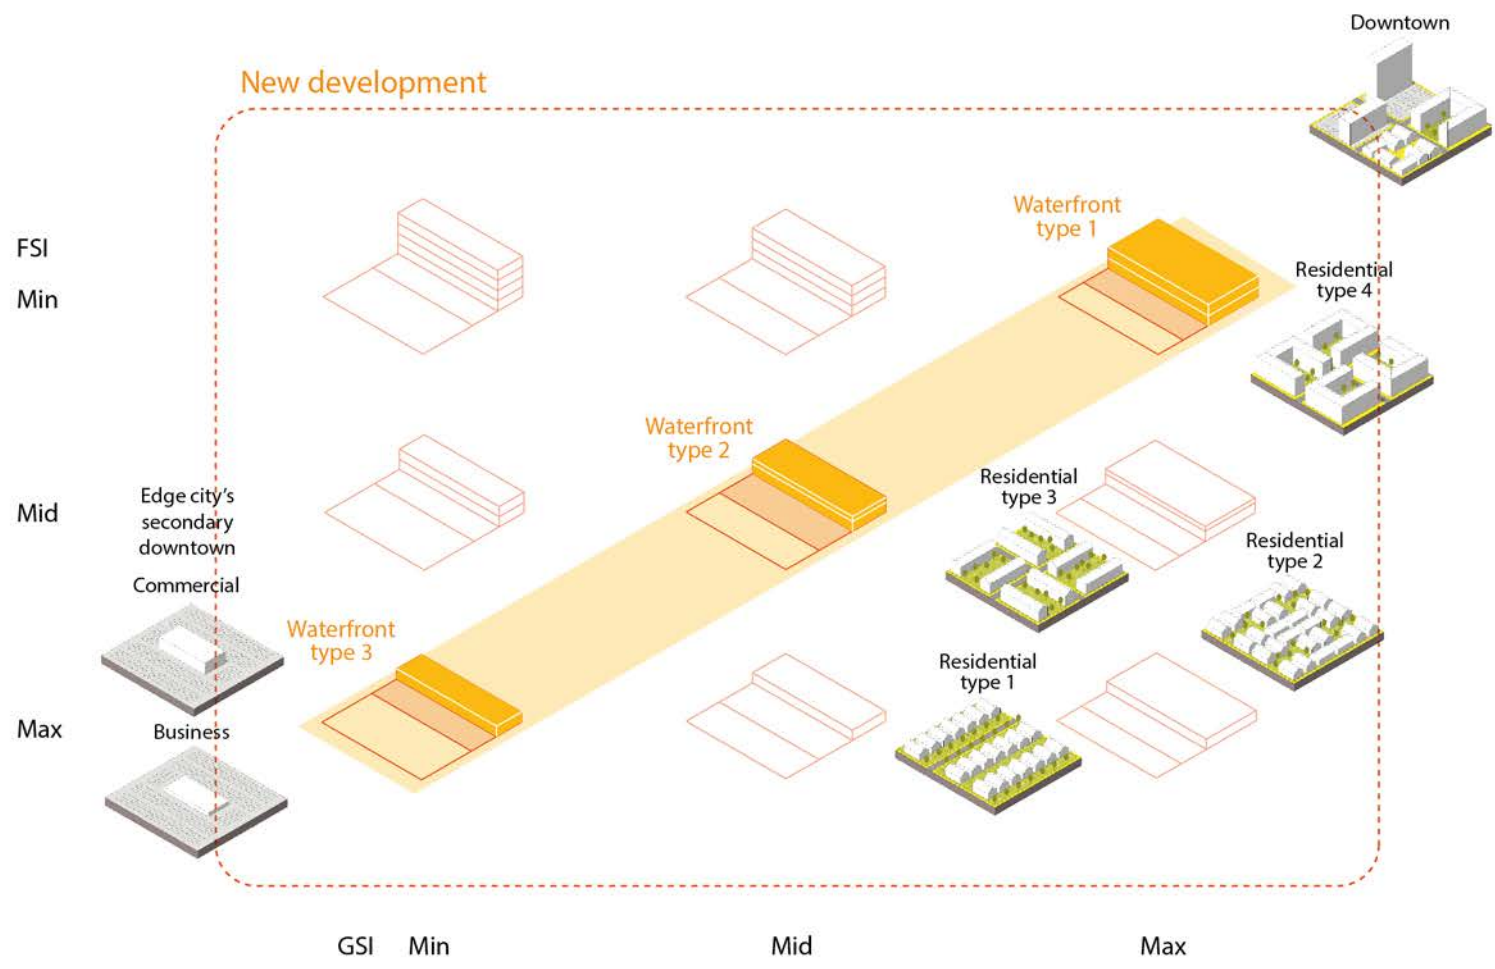 Downtown
New development
Waterfront
type 1
FSI
Residential
type 4
Min
Waterfront
type 2
Residential
type 3
Edge city's
secondary
downtown
Mid
Residential
type 2
Commercial
Waterfront
type 3
Residential
type 1
Max
Business
GSI Min
Mid
Max